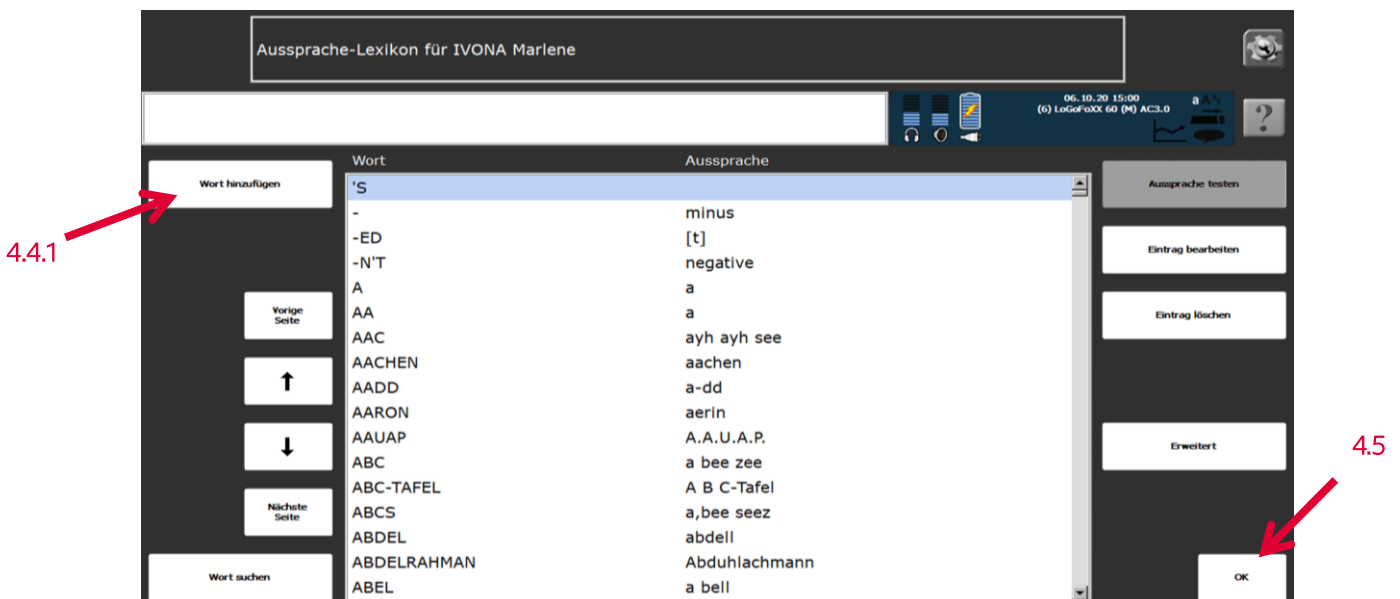 Aussprache-Lexikon für IVONA Marlene
06.10.20 15:00
(6) LoGoFoXX 60 (M) AC3.0
a A
?
Wort Aussprache
Wort hinzufügen
4.4.1
Vorige
Seite
↑
↓
Nächste
Seite
Wort suchen
'S
- minus
-ED [t]
-N'T negative
A a
AA a
AAC ayh ayh see
AACHEN aachen
AADD a-dd
AARON aerin
AAUAP A.A.U.A.P.
ABC a bee zee
ABC-TAFEL A B C-Tafel
ABCS a,bee seez
ABDEL abdell
ABDELRAHMAN Abduhlachmann
ABEL a bell
Aussprache testen
Eintrag bearbeiten
Eintrag löschen
Erweitert
4.5
OK